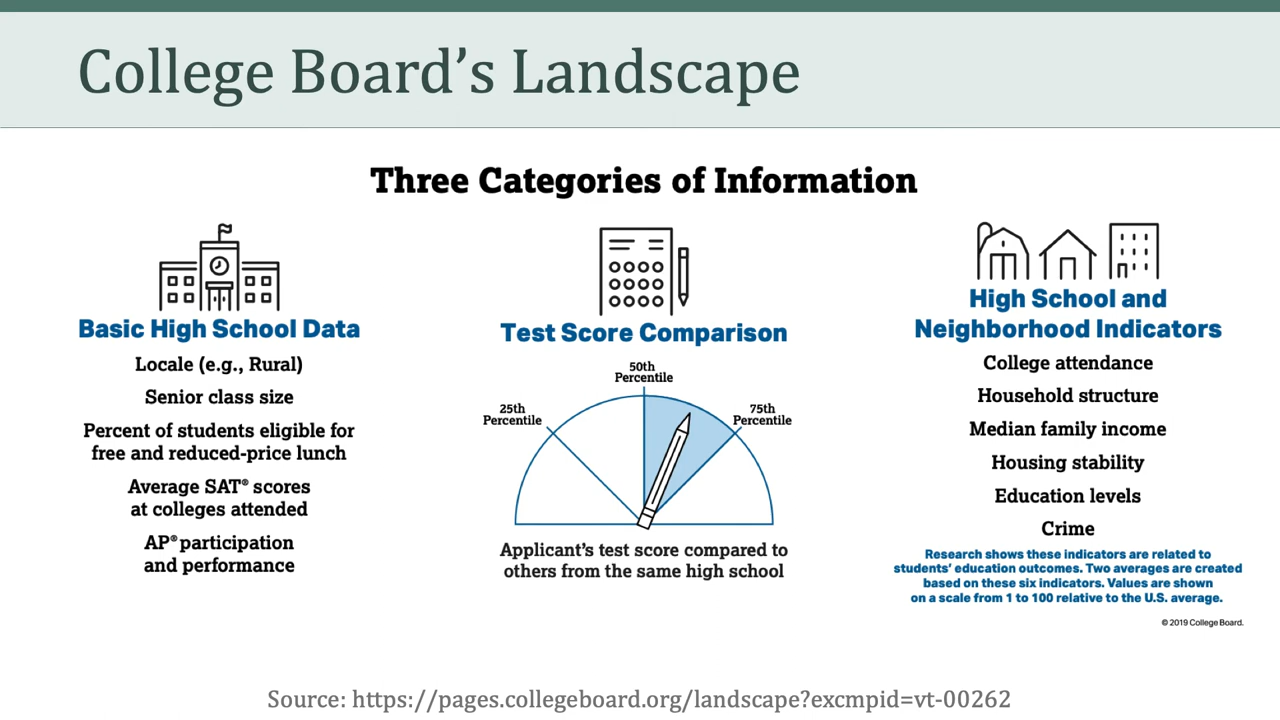 College Board’s Landscape
Three Categories of Information
Basic High School Data
Locale (e.g., Rural)
Senior class size
Percent of students eligible for
free and reduced-price lunch
Average SAT® scores
at colleges attended
AP® participation
and performance
Test Score Comparison
50th
Percentile
25th
Percentile
75th
Percentile
Applicant’s test score compared to
others from the same high school
High School and
Neighborhood Indicators
College attendance
Household structure
Median family income
Housing stability
Education levels
Crime
Research shows these indicators are related to
students’ education outcomes. Two averages are created
based on these six indicators. Values are shown
on a scale from 1 to 100 relative to the U.S. average.
© 2019 College Board.
Source: https://pages.collegeboard.org/landscape?excmpid=vt-00262